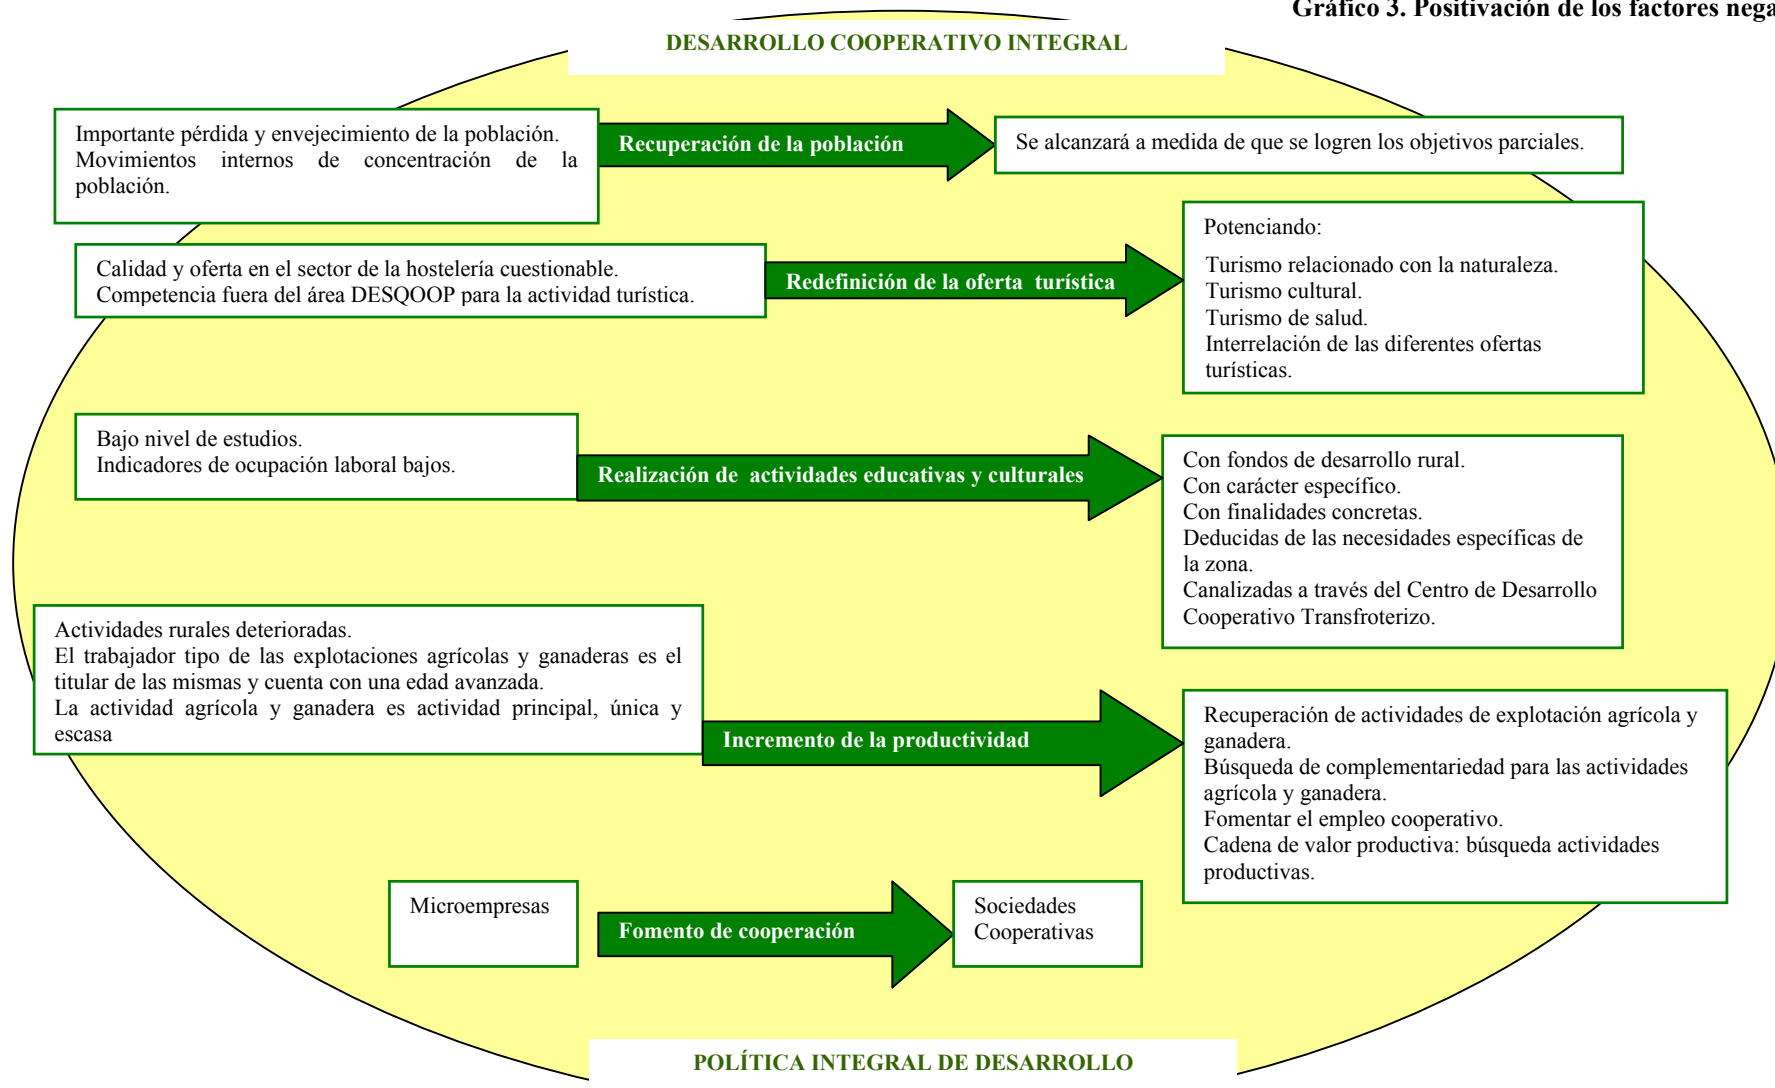 Gráfico 3. Positivación de los factores nega
DESARROLLO COOPERATIVO INTEGRAL
Importante pérdida y envejecimiento de la población.
Movimientos internos de concentración de la
población.
Recuperación de la población
Se alcanzará a medida de que se logren los objetivos parciales.
Calidad y oferta en el sector de la hostelería cuestionable.
Competencia fuera del área DESQOOP para la actividad turística.
Redefinición de la oferta turística
Potenciando:
Turismo relacionado con la naturaleza.
Turismo cultural.
Turismo de salud.
Interrelación de las diferentes ofertas
turísticas.
Bajo nivel de estudios.
Indicadores de ocupación laboral bajos.
Realización de actividades educativas y culturales
Con fondos de desarrollo rural.
Con carácter específico.
Con finalidades concretas.
Deducidas de las necesidades específicas de
la zona.
Canalizadas a través del Centro de Desarrollo
Cooperativo Transfroterizo.
Actividades rurales deterioradas.
El trabajador tipo de las explotaciones agrícolas y ganaderas es el
titular de las mismas y cuenta con una edad avanzada.
La actividad agrícola y ganadera es actividad principal, única y
escasa
Incremento de la productividad
Recuperación de actividades de explotación agrícola y
ganadera.
Búsqueda de complementariedad para las actividades
agrícola y ganadera.
Fomentar el empleo cooperativo.
Cadena de valor productiva: búsqueda actividades
productivas.
Microempresas
Fomento de cooperación
Sociedades
Cooperativas
POLÍTICA INTEGRAL DE DESARROLLO